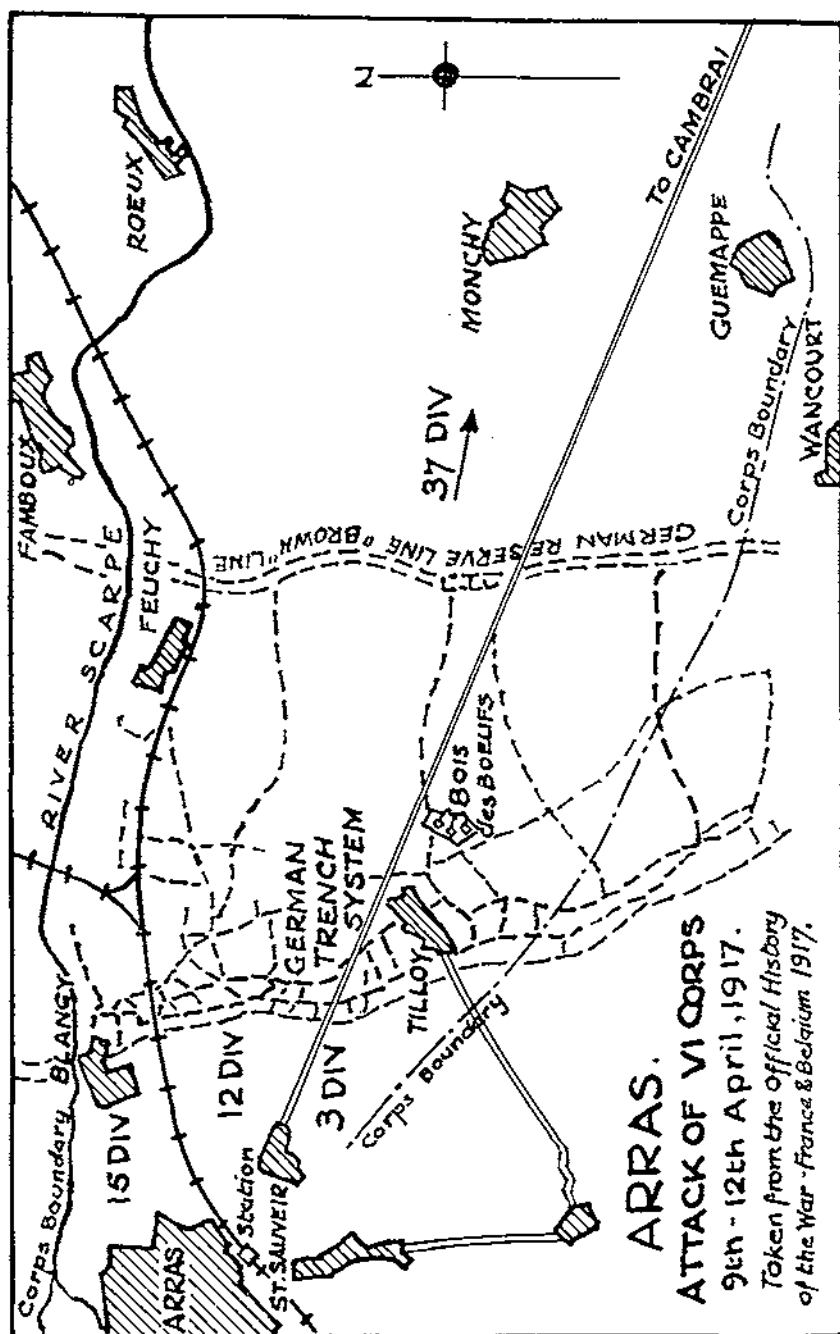 ARRAS.
ATTACK OF VI CORPS
9th - 12th April, 1917.
Taken from the Official History
of the War - France & Belgium 1917.
Corps Boundary
BLANGY
RIVER SCARPE
FAMBOUX
ROEUX
N
15 DIV
FEUCHY
ARRAS
12 DIV
Station
ST. SAUVEIR
3 DIV
GERMAN
TRENCH
SYSTEM
GERMAN RESERVE LINE "BROWN" LINE
37 DIV
MONCHY
TILLOY
BOIS
des BOEUFS
TO CAMBRAI
Corps Boundary
Corps Boundary
GUEMAPPE
WANCOURT